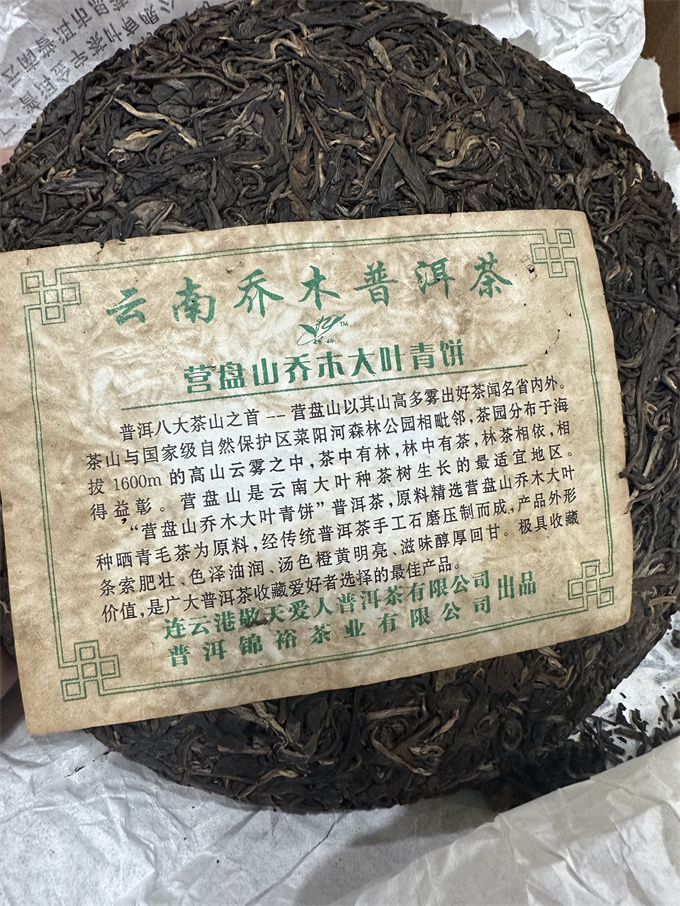 云南乔木普洱茶
TM
营盘山乔木大叶青饼
普洱八大茶山之首 -- 营盘山以其山高多雾出好茶闻名省内外。
茶山与国家级自然保护区菜阳河森林公园相毗邻，茶园分布于海
拔1600m的高山云雾之中，茶中有林，林中有茶，林茶相依，相
得益彰。营盘山是云南大叶种茶树生长的最适宜地区。
“营盘山乔木大叶青饼”普洱茶，原料精选营盘山乔木大叶
种晒青毛茶为原料，经传统普洱茶手工石磨压制而成，产品外形
条索肥壮、色泽油润、汤色橙黄明亮、滋味醇厚回甘。极具收藏
价值，是广大普洱茶收藏爱好者选择的最佳产品。
连云港敬天爱人普洱茶有限公司出品
普洱锦裕茶业有限公司